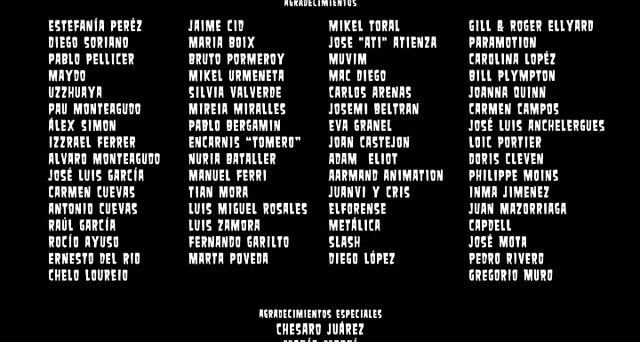 AGRADECIMIENTOS
ESTEFANÍA PERÉZ
DIEGO SORIANO
PABLO PELLICER
MAYDO
UZZHUAYA
PAU MONTEAGUDO
ÁLEX SIMON
IZZRAEL FERRER
ALVARO MONTEAGUDO
JOSÉ LUIS GARCÍA
CARMEN CUEVAS
ANTONIO CUEVAS
RAÚL GARCÍA
ROCÍO AYUSO
ERNESTO DEL RIO
CHELO LOUREIO
JAIME CID
MARIA BOIX
BRUTO PORMEROY
MIKEL URMENETA
SILVIA VALVERDE
MIREIA MIRALLES
PABLO BERGAMIN
ENCARNIS "TOMERO"
NURIA BATALLER
MANUEL FERRI
TIAN MORA
LUIS MIGUEL ROSALES
LUIS ZAMORA
FERNANDO GARILTO
MARTA POVEDA
MIKEL TORAL
JOSE "ATI" ATIENZA
MUVIM
MAC DIEGO
CARLOS ARENAS
JOSEMI BELTRAN
EVA GRANEL
JOAN CASTEJON
ADAM ELIOT
AARMAND ANIMATION
JUANVI Y CRIS
ELFORENSE
METÁLICA
SLASH
DIEGO LÓPEZ
GILL & ROGER ELLYARD
PARAMOTION
CAROLINA LOPÉZ
BILL PLYMPTON
JOANNA QUINN
CARMEN CAMPOS
JOSÉ LUIS ANCHELERGUES
LOIC PORTIER
DORIS CLEVEN
PHILIPPE MOINS
INMA JIMENEZ
JUAN MAZORRIAGA
CAPDELL
JOSÉ MOTA
PEDRO RIVERO
GREGORIO MURO
AGRADECIMIENTOS ESPECIALES
CHESARO JUÁREZ